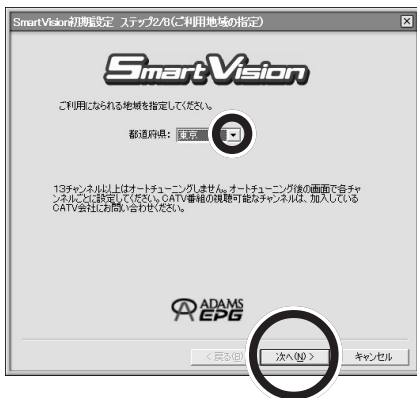 SmartVision初期設定 ステップ2/8(ご利用地域の指定)
SmartVision
ご利用になられる地域を指定してください。
都道府県： 東京
13チャンネル以上はオートチューニングしません。オートチューニング後の画面で各チャ
ンネルごとに設定してください。CATV番組の視聴可能なチャンネルは、加入している
CATV会社にお問い合わせください。
ADAMS
EPG
< 戻る(B) 次へ(N) > キャンセル